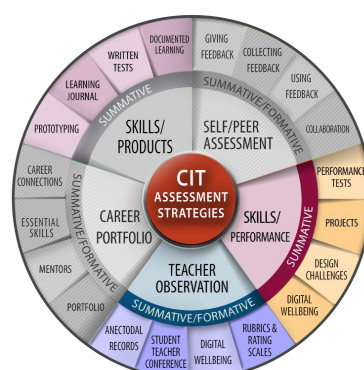 CIT
ASSESSMENT
STRATEGIES
SKILLS/
PRODUCTS
SUMMATIVE
PROTOTYPING
LEARNING
JOURNAL
WRITTEN
TESTS
DOCUMENTED
LEARNING
SELF/PEER
ASSESSMENT
SUMMATIVE/FORMATIVE
GIVING
FEEDBACK
COLLECTING
FEEDBACK
USING
FEEDBACK
COLLABORATION
SKILLS/
PERFORMANCE
SUMMATIVE
PERFORMANCE
TESTS
PROJECTS
DESIGN
CHALLENGES
DIGITAL
WELLBEING
TEACHER
OBSERVATION
SUMMATIVE/FORMATIVE
RUBRICS &
RATING
SCALES
DIGITAL
WELLBEING
STUDENT
TEACHER
CONFERENCE
ANECTODAL
RECORDS
CAREER
PORTFOLIO
SUMMATIVE/FORMATIVE
PORTFOLIO
MENTORS
ESSENTIAL
SKILLS
CAREER
CONNECTIONS